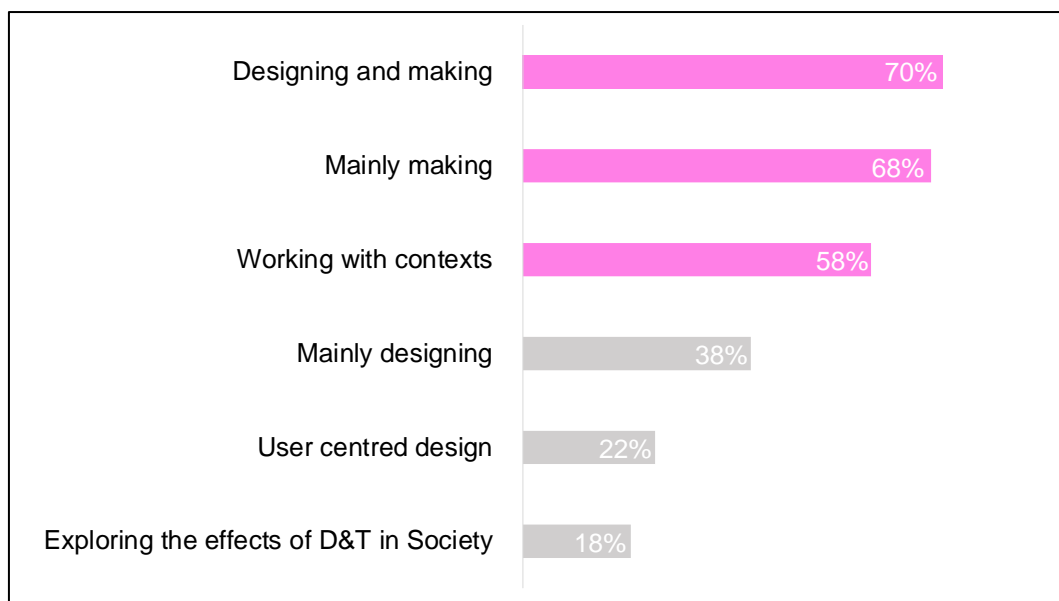 Designing and making 70%
Mainly making 68%
Working with contexts 58%
Mainly designing 38%
User centred design 22%
Exploring the effects of D&T in Society 18%